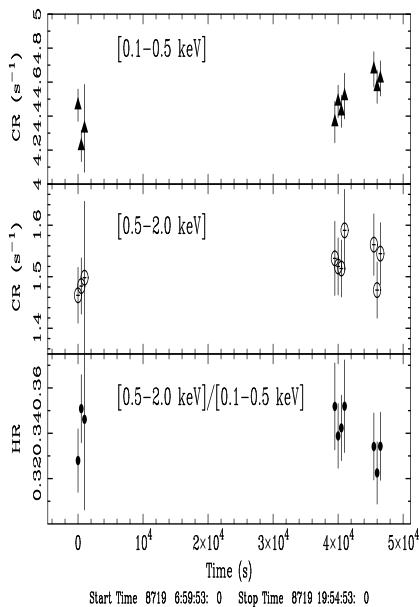 5
4.8
4.6
4.4
4.2
4
CR (s⁻¹)
[0.1–0.5 keV]
1.6
1.5
1.4
CR (s⁻¹)
[0.5–2.0 keV]
0.36
0.34
0.32
0.3
HR
[0.5–2.0 keV]/[0.1–0.5 keV]
0 10⁴ 2×10⁴ 3×10⁴ 4×10⁴ 5×10⁴
Time (s)
Start Time 8719 6:59:53: 0 Stop Time 8719 19:54:53: 0